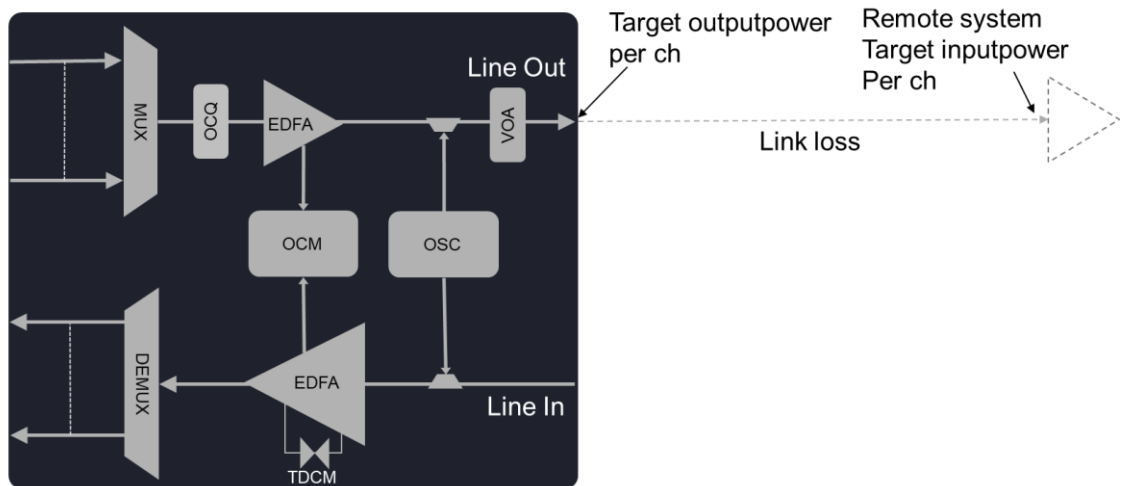 Target outputpower
per ch
Remote system
Target inputpower
Per ch
Line Out
MUX
OCQ
EDFA
VOA
Link loss
OCM
OSC
DEMUX
EDFA
Line In
TDCM